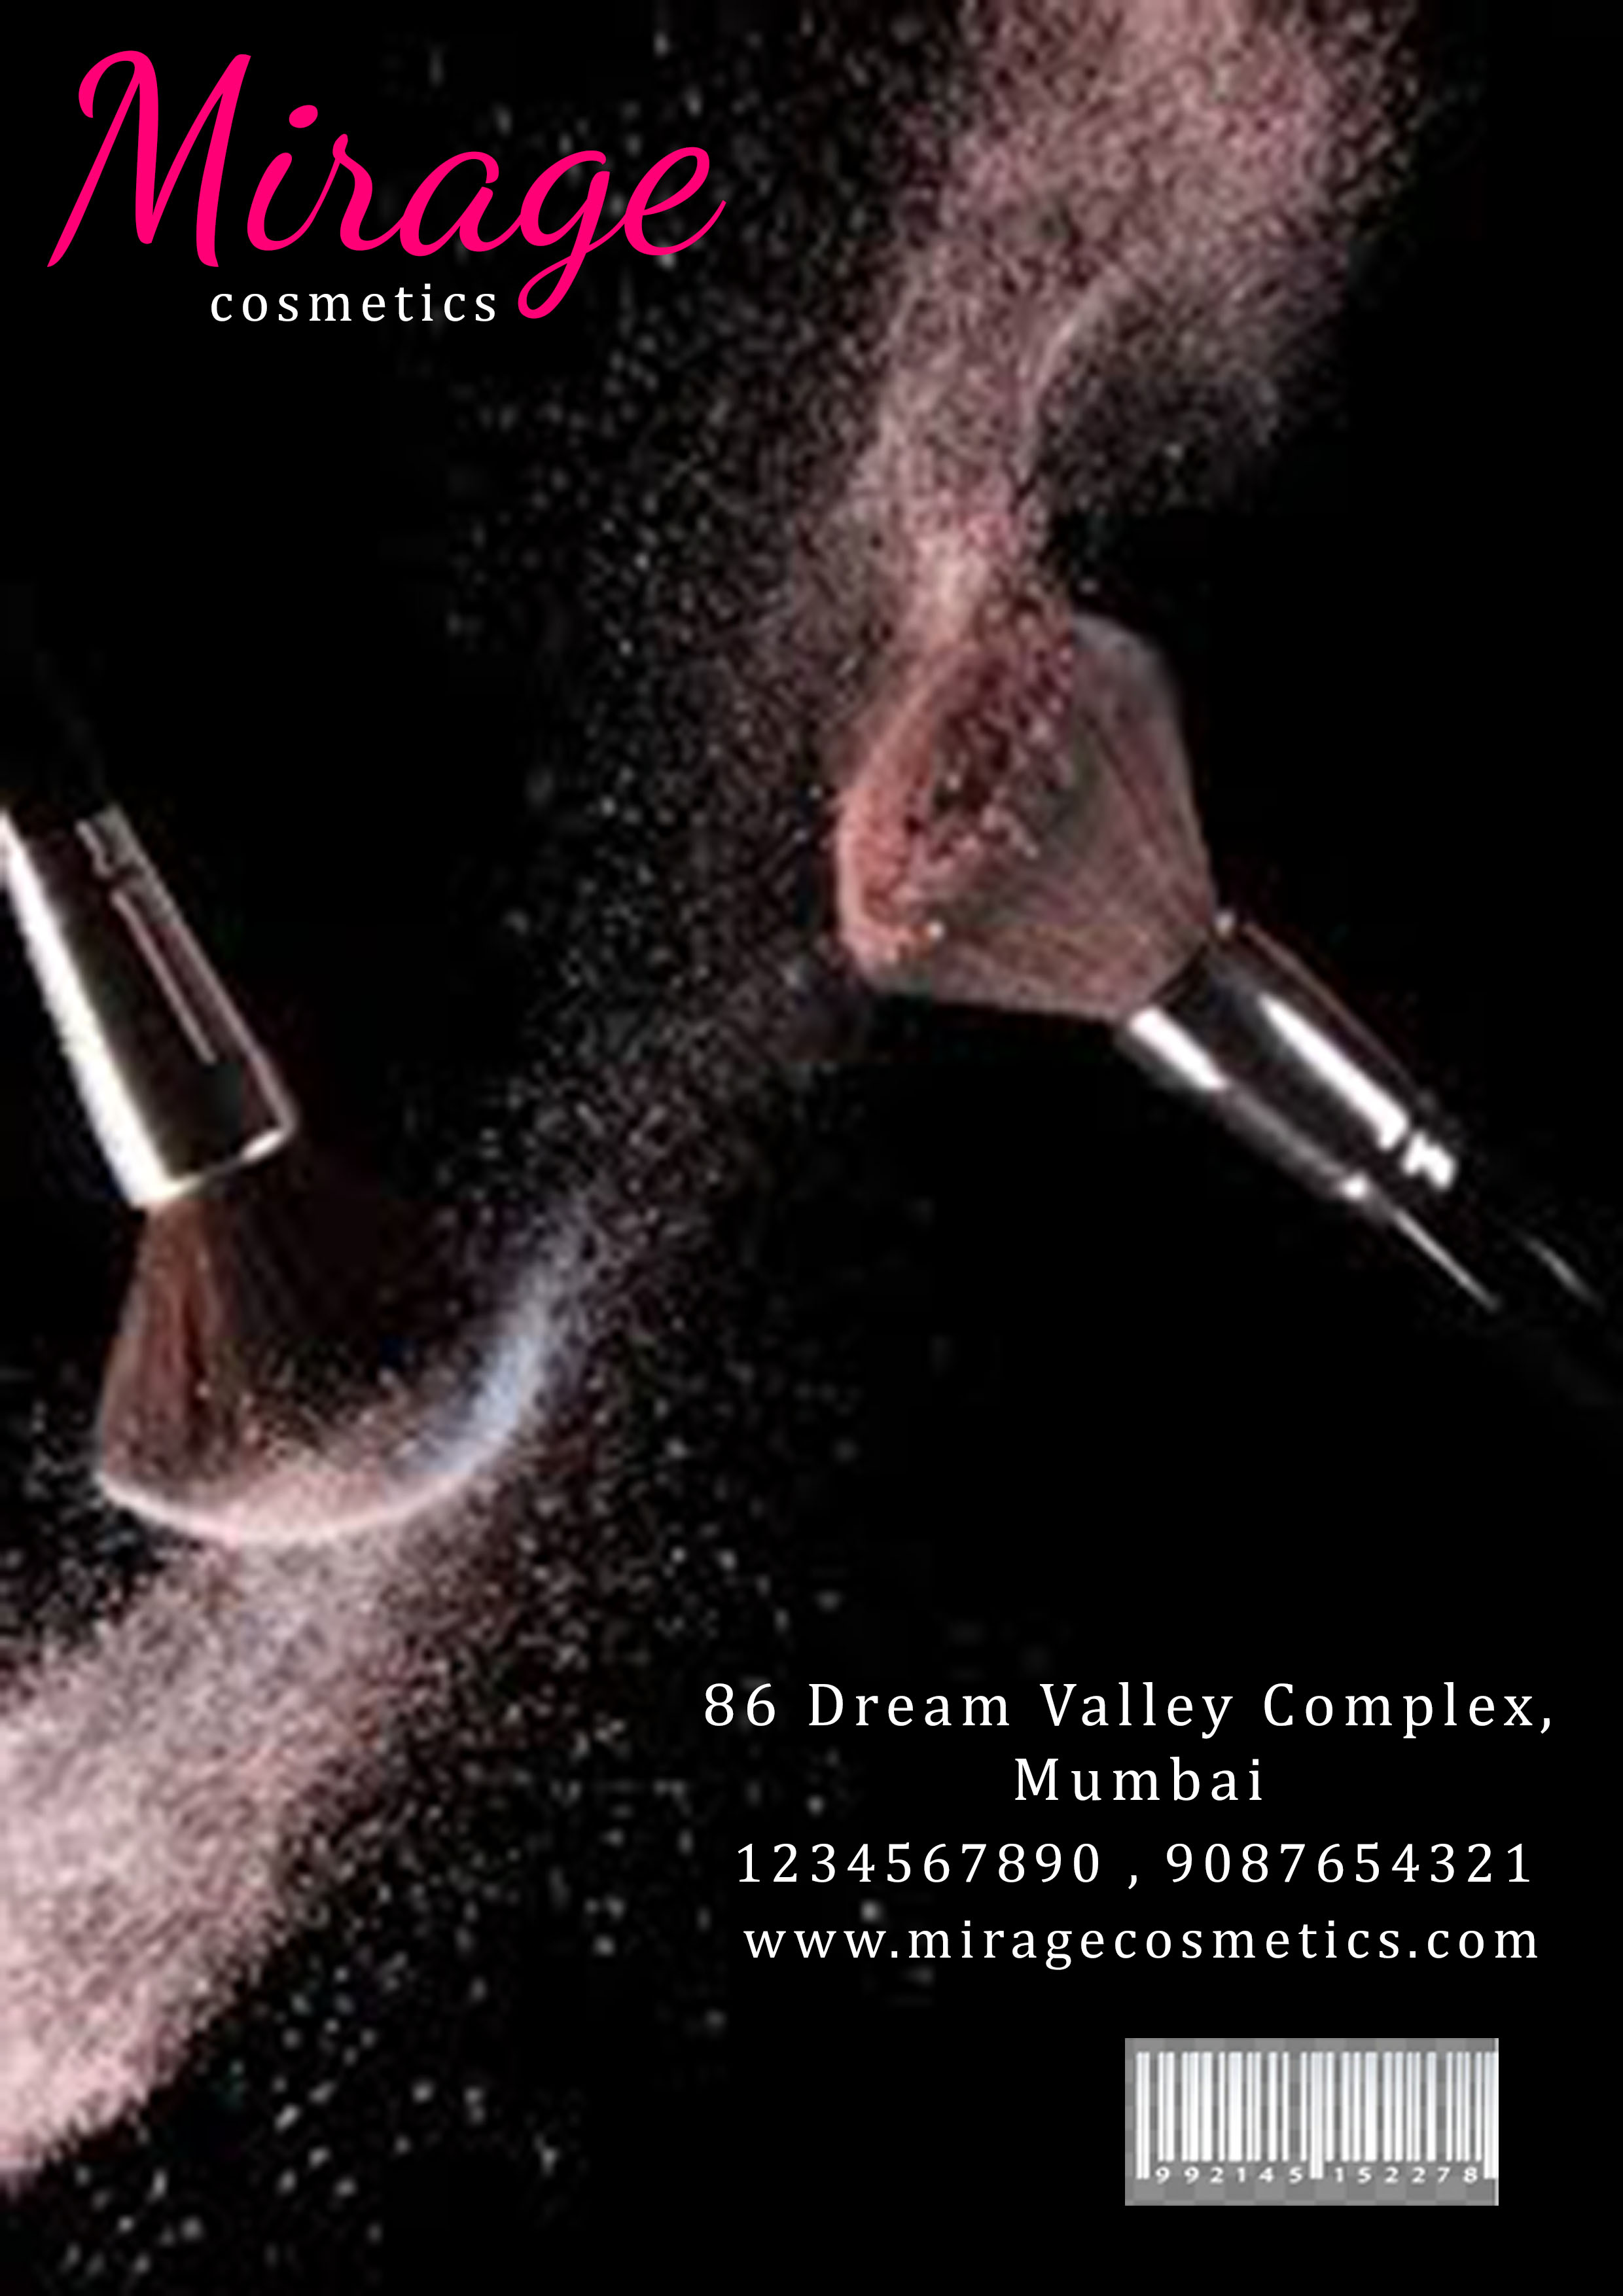 Mirage
cosmetics
86 Dream Valley Complex,
Mumbai
1234567890 , 9087654321
www.miragecosmetics.com
992145 152278